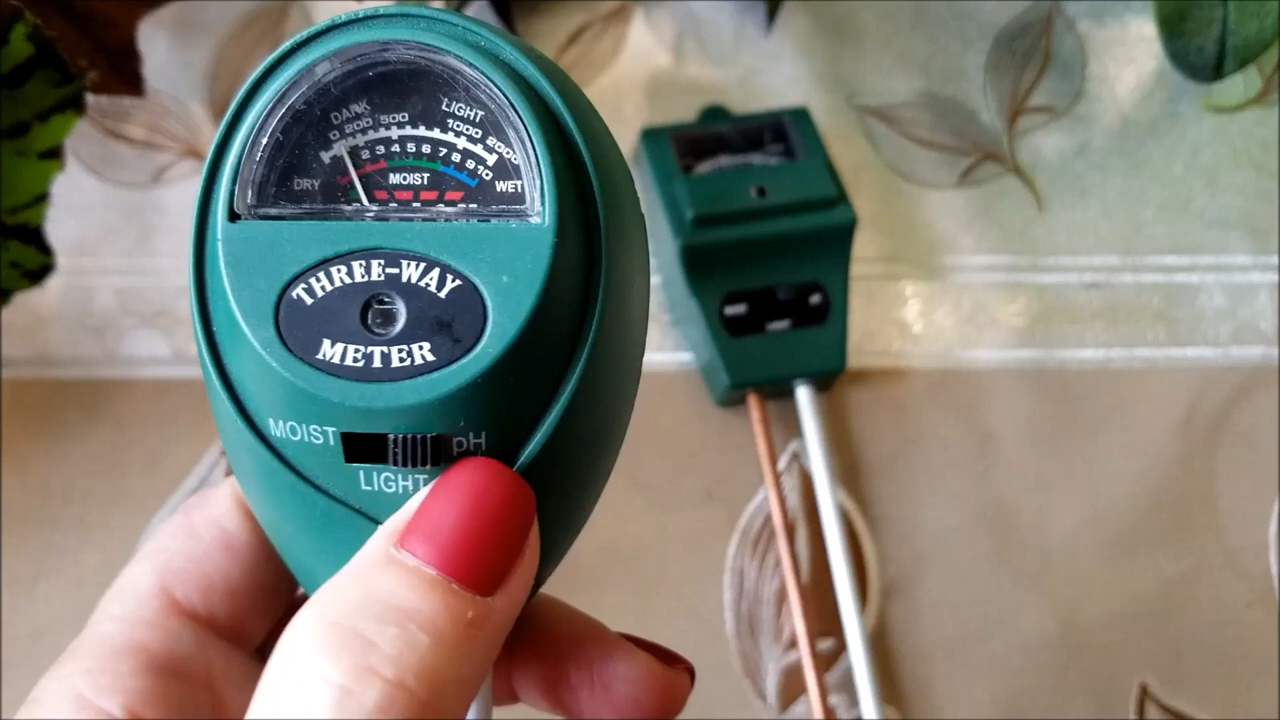 DARK LIGHT
0 200 500 1000 2000
2 3 4 5 6 7 8 9 10
DRY MOIST WET
THREE-WAY
METER
MOIST pH
LIGHT